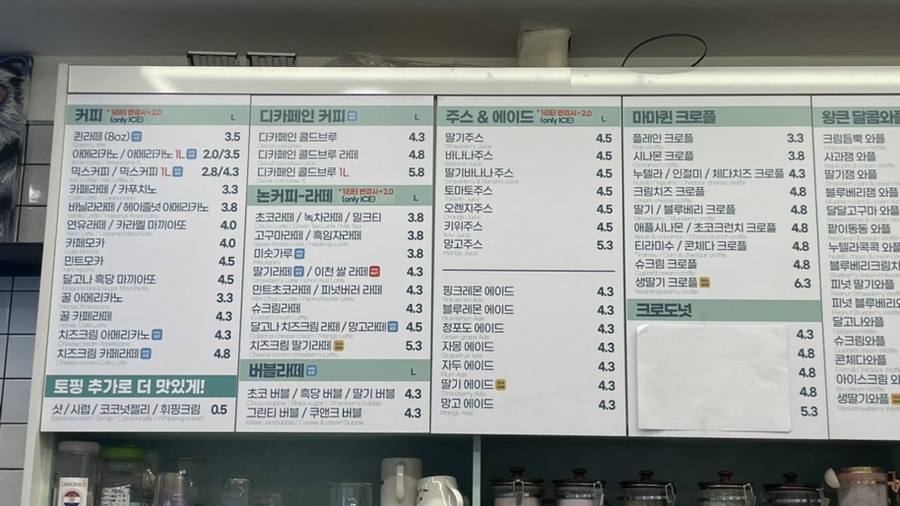 커피 *1리터 변경시+2.0 (only ICE) L
퀸라떼 (8oz) 3.5
아메리카노 / 아메리카노 1L 2.0/3.5
믹스커피 / 믹스커피 1L 2.8/4.3
카페라떼 / 카푸치노 3.3
바닐라라떼 / 헤이즐넛 아메리카노 3.8
연유라떼 / 카라멜 마끼아또 4.0
카페모카 4.0
민트모카 4.5
달고나 흑당 마끼아또 4.5
꿀 아메리카노 3.3
꿀 카페라떼 4.3
치즈크림 아메리카노 4.3
치즈크림 카페라떼 4.8
토핑 추가로 더 맛있게!
샷 / 시럽 / 코코넛젤리 / 휘핑크림 0.5
디카페인 커피 L
디카페인 콜드브루 4.3
디카페인 콜드브루 라떼 4.8
디카페인 콜드브루 1L 5.8
논커피-라떼 *1리터 변경시+2.0 (only ICE) L
초코라떼 / 녹차라떼 / 밀크티 3.8
고구마라떼 / 흑임자라떼 3.8
미숫가루 3.8
딸기라떼 / 이천 쌀 라떼 4.3
민트초코라떼 / 피넛버터 라떼 4.3
슈크림라떼 4.3
달고나 치즈크림 라떼 / 망고라떼 4.5
치즈크림 딸기라떼 5.3
버블라떼 L
초코 버블 / 흑당 버블 / 딸기 버블 4.3
그린티 버블 / 쿠앤크 버블 4.3
주스 & 에이드 *1리터 변경시+2.0 (only ICE) L
딸기주스 4.5
바나나주스 4.5
딸기바나나주스 4.5
토마토주스 4.5
오렌지주스 4.5
키위주스 4.5
망고주스 5.3
핑크레몬 에이드 4.3
블루레몬 에이드 4.3
청포도 에이드 4.3
자몽 에이드 4.3
자두 에이드 4.3
딸기 에이드 4.3
망고 에이드 4.3
마마퀸 크로플
플레인 크로플 3.3
시나몬 크로플 3.8
누텔라 / 인절미 / 체다치즈 크로플 4.3
크림치즈 크로플 4.8
딸기 / 블루베리 크로플 4.8
애플시나몬 / 초코크런치 크로플 4.8
티라미수 / 콘체다 크로플 4.8
슈크림 크로플 4.8
생딸기 크로플 6.3
크로도넛
4.3
4.8
4.8
4.8
5.3
왕큰 달콤와플
크림듬뿍 와플
사과잼 와플
딸기잼 와플
블루베리잼 와플
달달고구마 와플
팥이동동 와플
누텔라콕콕 와플
블루베리크림치
피넛 딸기와플
피넛 블루베리와
달고나 와플
슈크림와플
콘체다와플
아이스크림 와
생딸기와플